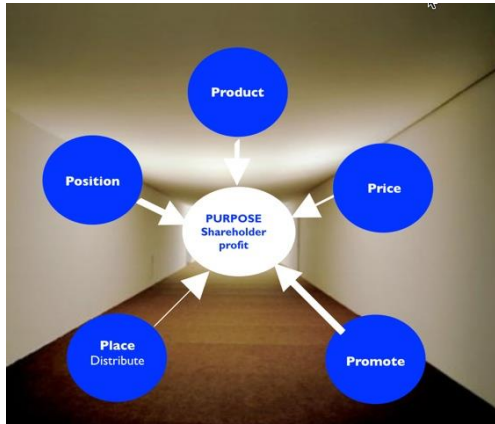 Product
Position
Price
PURPOSE
Shareholder
profit
Place
Distribute
Promote